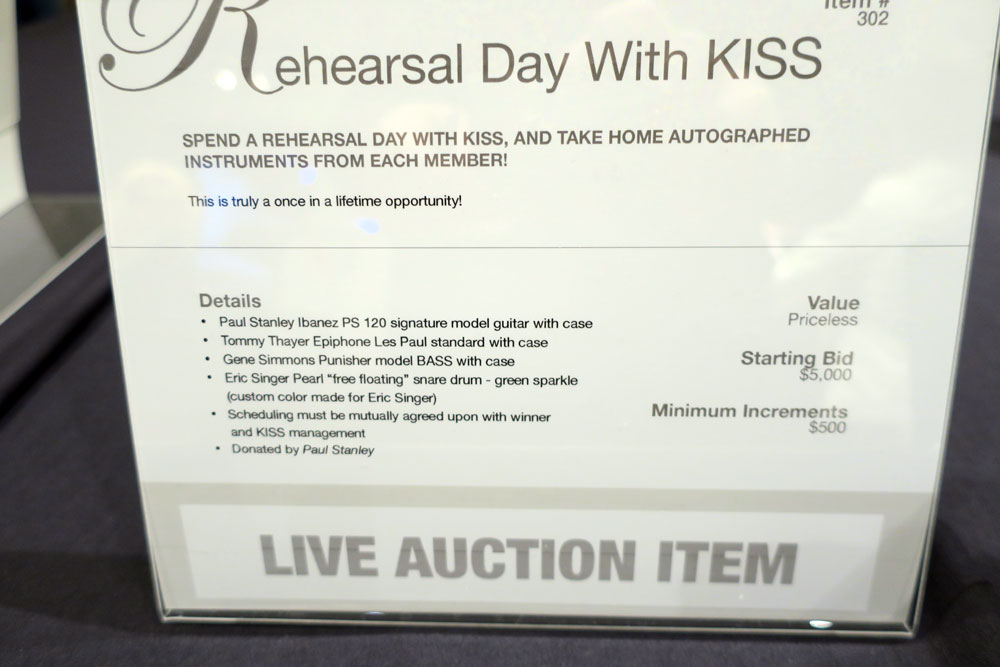 Item #
302
Rehearsal Day With KISS
SPEND A REHEARSAL DAY WITH KISS, AND TAKE HOME AUTOGRAPHED
INSTRUMENTS FROM EACH MEMBER!
This is truly a once in a lifetime opportunity!
Details
• Paul Stanley Ibanez PS 120 signature model guitar with case
• Tommy Thayer Epiphone Les Paul standard with case
• Gene Simmons Punisher model BASS with case
• Eric Singer Pearl “free floating” snare drum - green sparkle
(custom color made for Eric Singer)
• Scheduling must be mutually agreed upon with winner
and KISS management
• Donated by Paul Stanley
Value
Priceless
Starting Bid
$5,000
Minimum Increments
$500
LIVE AUCTION ITEM